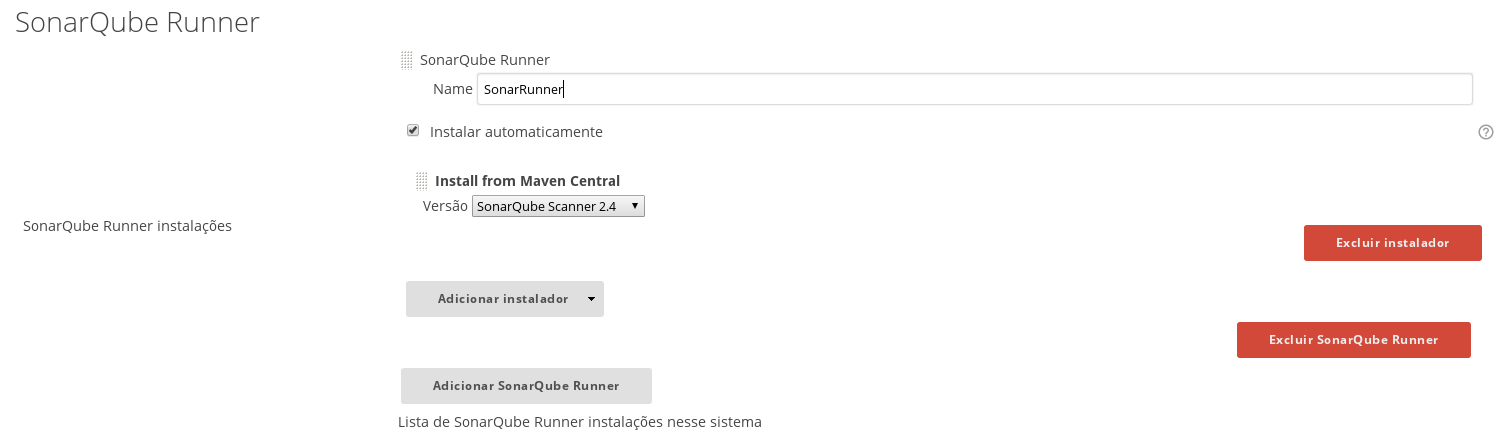 SonarQube Runner
SonarQube Runner
Name SonarRunner
Instalar automaticamente
Install from Maven Central
Versão SonarQube Scanner 2.4
SonarQube Runner instalações
Excluir instalador
Adicionar instalador
Excluir SonarQube Runner
Adicionar SonarQube Runner
Lista de SonarQube Runner instalações nesse sistema